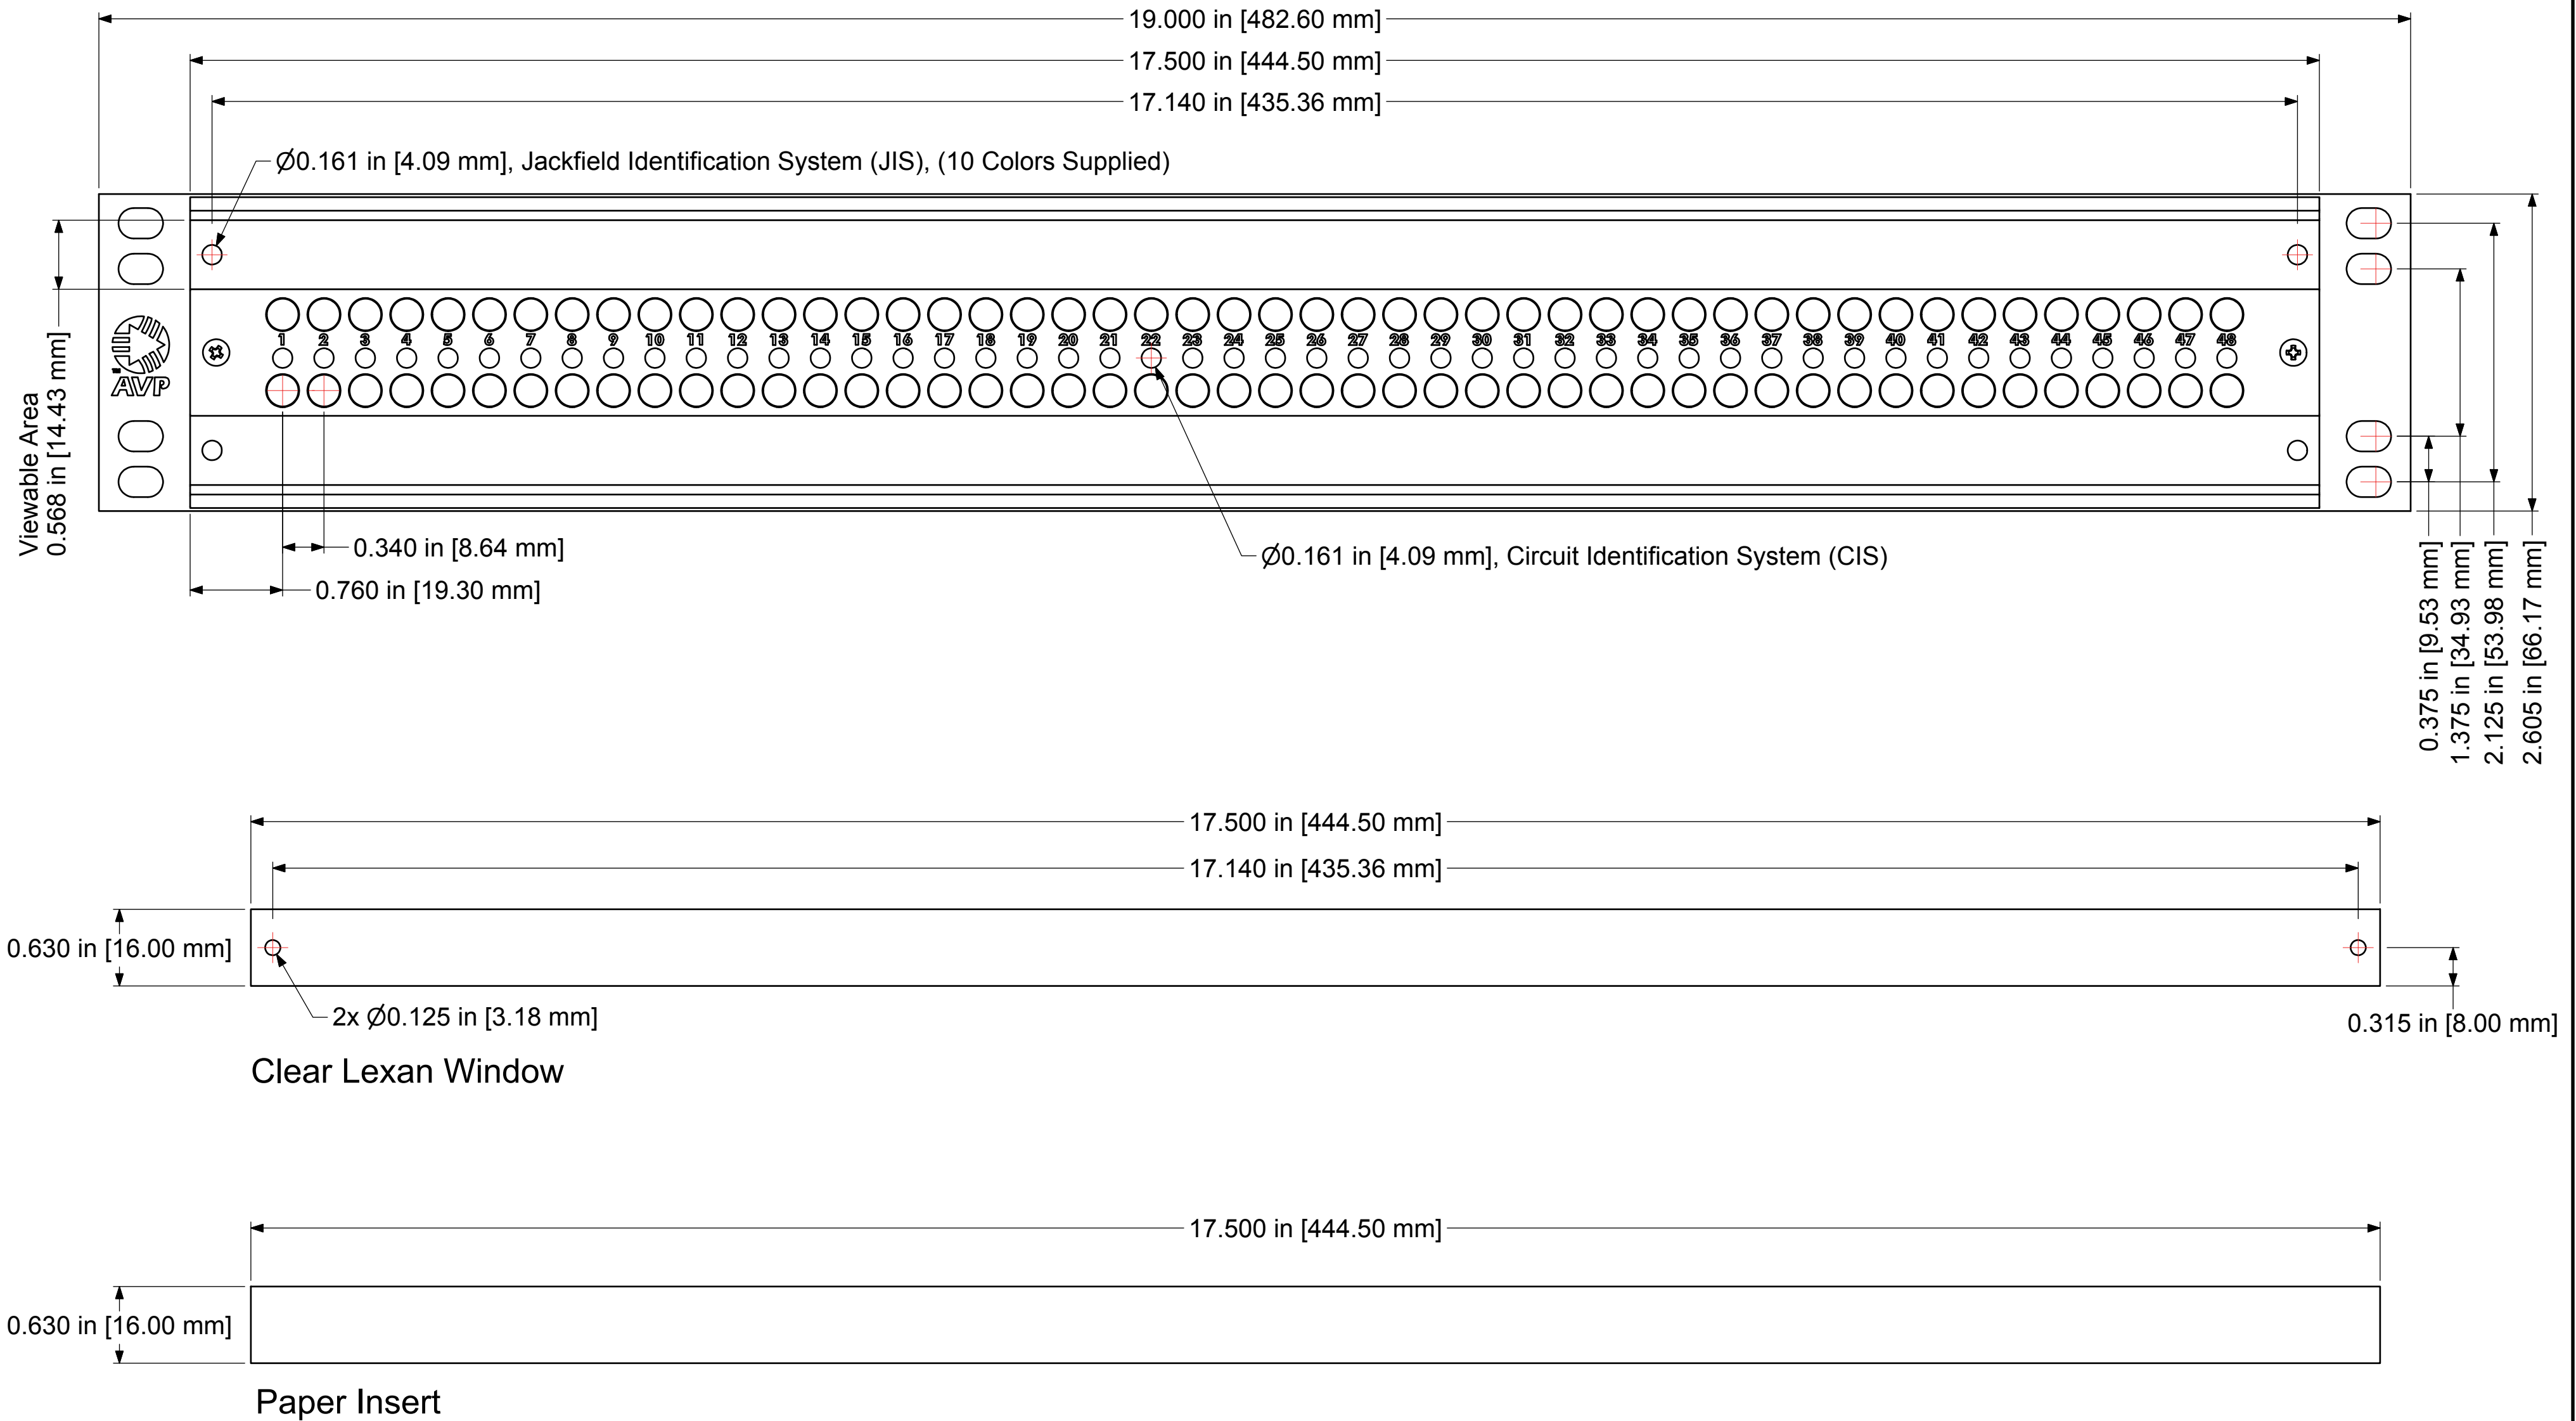 19.000 in [482.60 mm]
17.500 in [444.50 mm]
17.140 in [435.36 mm]
Ø0.161 in [4.09 mm], Jackfield Identification System (JIS), (10 Colors Supplied)
Viewable Area
0.568 in [14.43 mm]
AVP
1 2 3 4 5 6 7 8 9 10 11 12 13 14 15 16 17 18 19 20 21 22 23 24 25 26 27 28 29 30 31 32 33 34 35 36 37 38 39 40 41 42 43 44 45 46 47 48
0.340 in [8.64 mm]
0.760 in [19.30 mm]
Ø0.161 in [4.09 mm], Circuit Identification System (CIS)
0.375 in [9.53 mm]
1.375 in [34.93 mm]
2.125 in [53.98 mm]
2.605 in [66.17 mm]
17.500 in [444.50 mm]
17.140 in [435.36 mm]
0.630 in [16.00 mm]
2x Ø0.125 in [3.18 mm]
0.315 in [8.00 mm]
Clear Lexan Window
17.500 in [444.50 mm]
0.630 in [16.00 mm]
Paper Insert